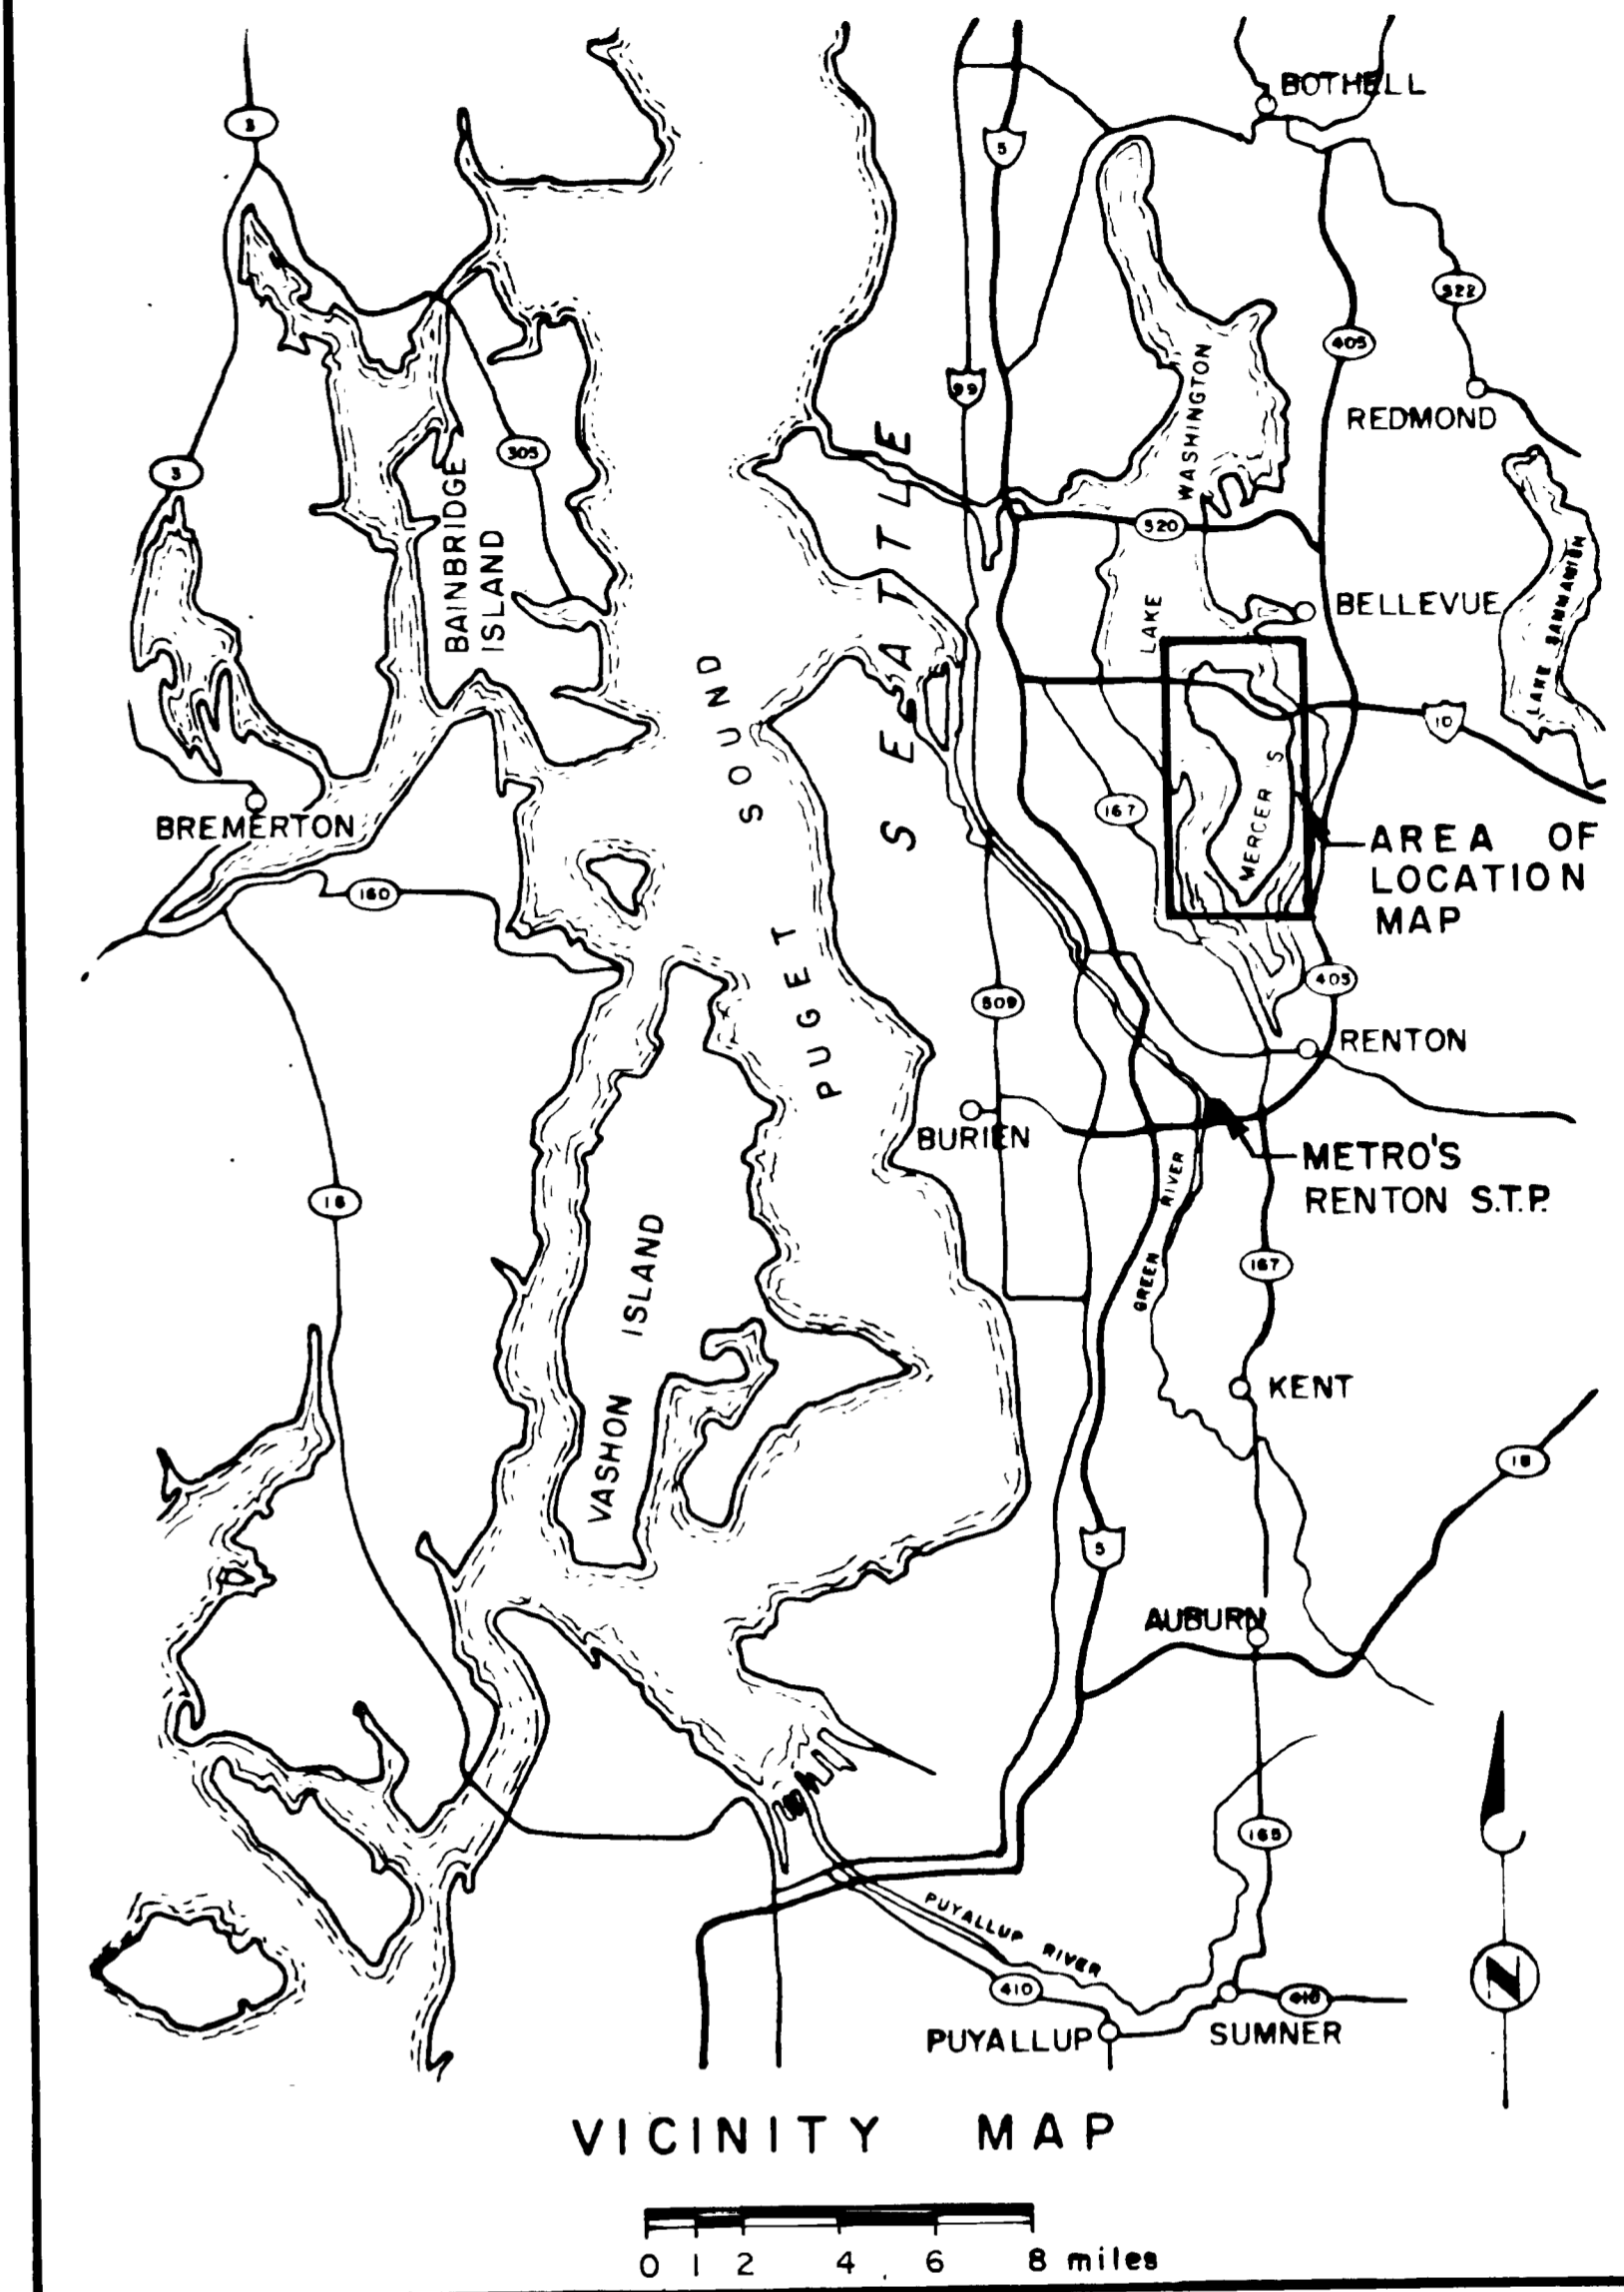 BOTHELL
3
5
522
405
99
WASHINGTON
REDMOND
305
3
SEATTLE
BAINBRIDGE
ISLAND
520
LAKE
BELLEVUE
LAKE SAMMAMISH
PUGET SOUND
10
167
MERCER
IS
BREMERTON
AREA OF
LOCATION
MAP
160
405
509
RENTON
BURIEN
METRO'S
RENTON S.T.P.
GREEN RIVER
16
167
VASHON ISLAND
KENT
18
5
AUBURN
165
PUYALLUP RIVER
410
410
N
PUYALLUP
SUMNER
VICINITY MAP
0 1 2 4 6 8 miles